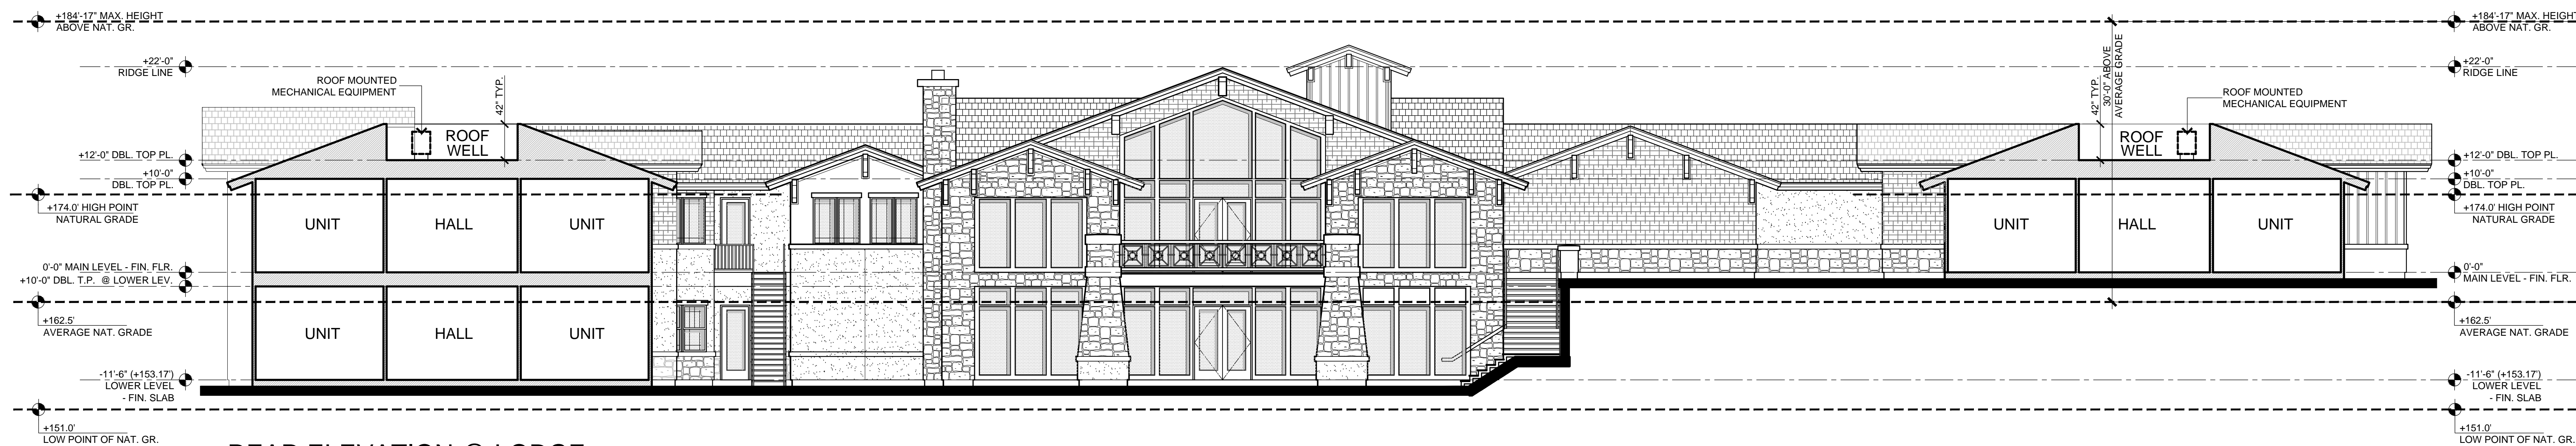 +184'-17" MAX. HEIGHT
ABOVE NAT. GR.
+22'-0"
RIDGE LINE
ROOF MOUNTED
MECHANICAL EQUIPMENT
42" TYP.
ROOF
WELL
+12'-0" DBL. TOP PL.
+10'-0"
DBL. TOP PL.
+174.0' HIGH POINT
NATURAL GRADE
UNIT HALL UNIT
0'-0" MAIN LEVEL - FIN. FLR.
+10'-0" DBL. T.P. @ LOWER LEV.
+162.5'
AVERAGE NAT. GRADE
UNIT HALL UNIT
-11'-6" (+153.17')
LOWER LEVEL
- FIN. SLAB
+151.0'
LOW POINT OF NAT. GR.
REAR ELEVATION @ LODGE
+184'-17" MAX. HEIGHT
ABOVE NAT. GR.
+22'-0"
RIDGE LINE
42" TYP.
30'-0" ABOVE
AVERAGE GRADE
ROOF MOUNTED
MECHANICAL EQUIPMENT
ROOF
WELL
+12'-0" DBL. TOP PL.
+10'-0"
DBL. TOP PL.
+174.0' HIGH POINT
NATURAL GRADE
UNIT HALL UNIT
0'-0"
MAIN LEVEL - FIN. FLR.
+162.5'
AVERAGE NAT. GRADE
-11'-6" (+153.17')
LOWER LEVEL
- FIN. SLAB
+151.0'
LOW POINT OF NAT. GR.